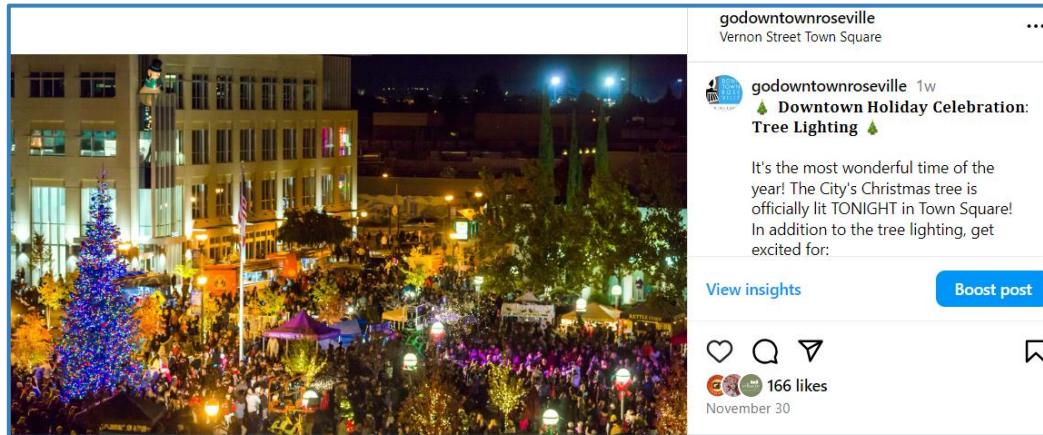 godowntownroseville
Vernon Street Town Square
godowntownroseville 1w
🎄 Downtown Holiday Celebration:
Tree Lighting 🎄
It's the most wonderful time of the
year! The City's Christmas tree is
officially lit TONIGHT in Town Square!
In addition to the tree lighting, get
excited for:
View insights
Boost post
166 likes
November 30
KETTLE CORN